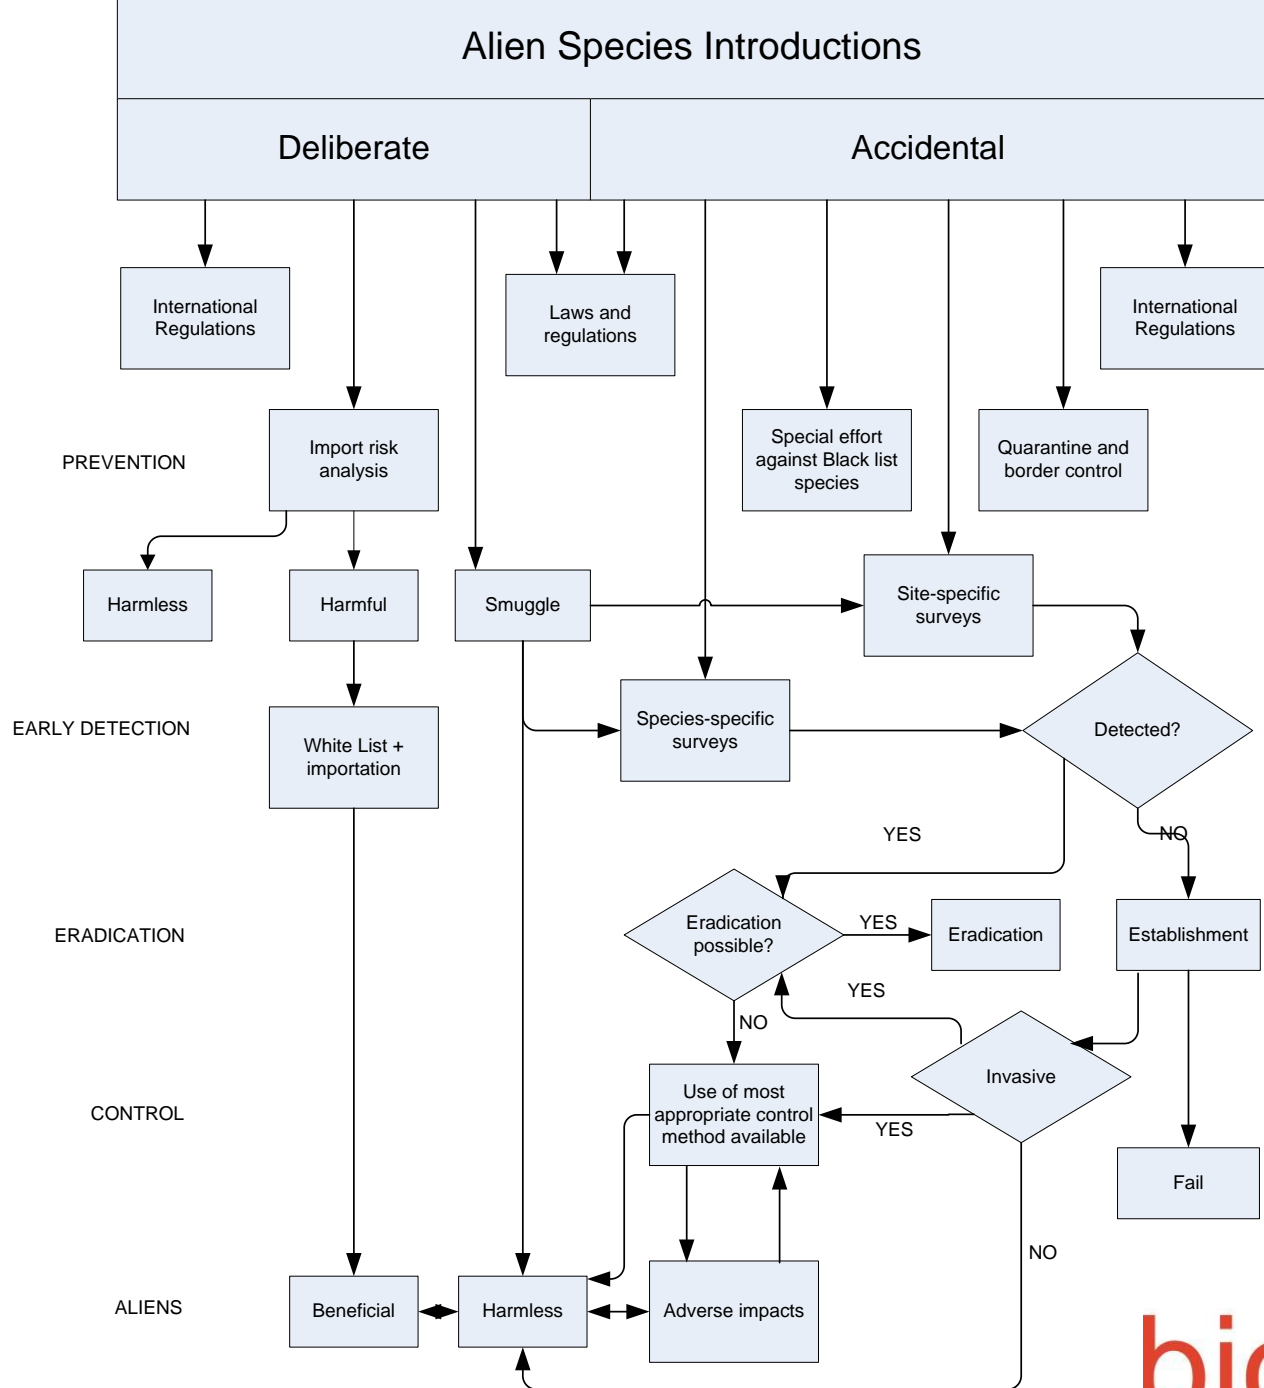 Alien Species Introductions
Deliberate
Accidental
International
Regulations
Laws and
regulations
International
Regulations
PREVENTION
Import risk
analysis
Special effort
against Black list
species
Quarantine and
border control
Harmless
Harmful
Smuggle
Site-specific
surveys
EARLY DETECTION
White List +
importation
Species-specific
surveys
Detected?
YES
NO
ERADICATION
Eradication
possible?
YES
Eradication
Establishment
YES
NO
CONTROL
Use of most
appropriate control
method available
YES
Invasive
Fail
NO
ALIENS
Beneficial
Harmless
Adverse impacts